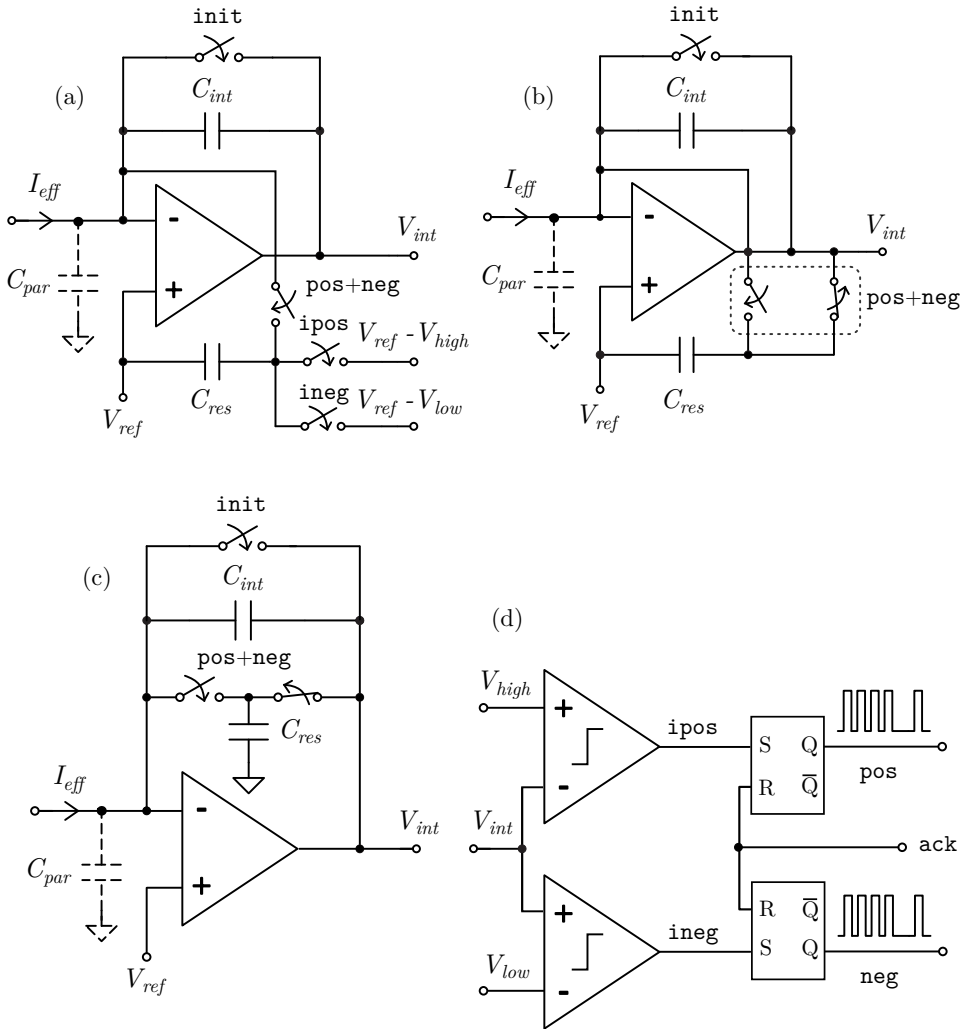 init
(a)
C_int
I_eff
-
V_int
C_par
+
pos+neg
ipos
V_ref - V_high
C_res
ineg
V_ref - V_low
V_ref
init
(b)
C_int
I_eff
-
V_int
C_par
+
pos+neg
C_res
V_ref
init
(c)
C_int
pos+neg
C_res
I_eff
-
V_int
C_par
+
V_ref
(d)
V_high
+
ipos
S Q
-
R Q̅
pos
V_int
ack
+
ineg
R Q̅
V_low
-
S Q
neg